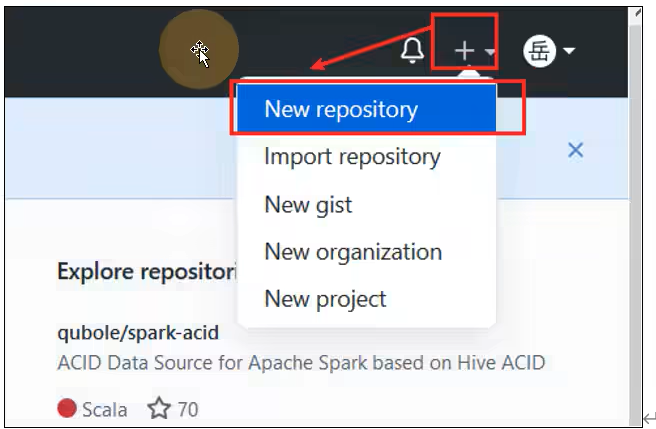 岳
New repository
Import repository
New gist
New organization
New project
Explore repositori
qubole/spark-acid
ACID Data Source for Apache Spark based on Hive ACID
Scala 70